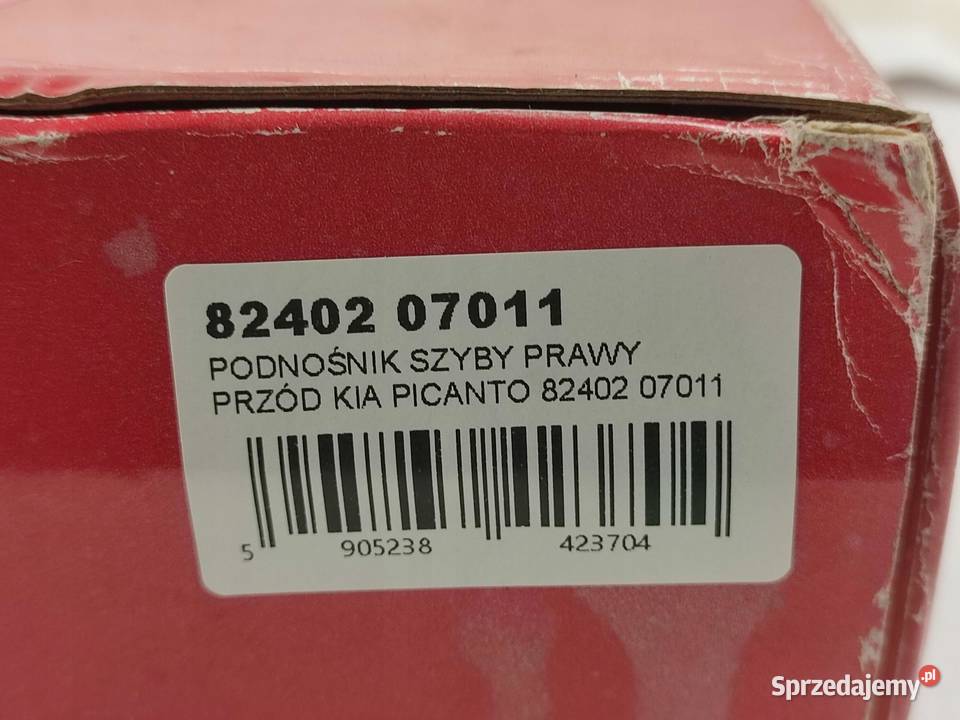 82402 07011
PODNOŚNIK SZYBY PRAWY
PRZÓD KIA PICANTO 82402 07011
5 905238 423704
Sprzedajemy.pl